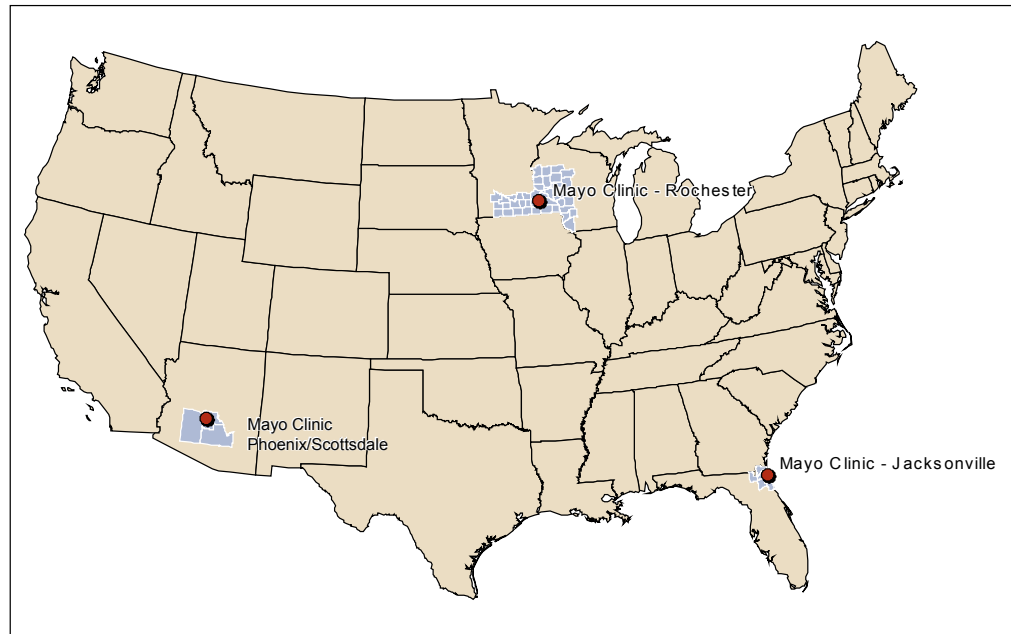 Mayo Clinic - Rochester
Mayo Clinic
Phoenix/Scottsdale
Mayo Clinic - Jacksonville